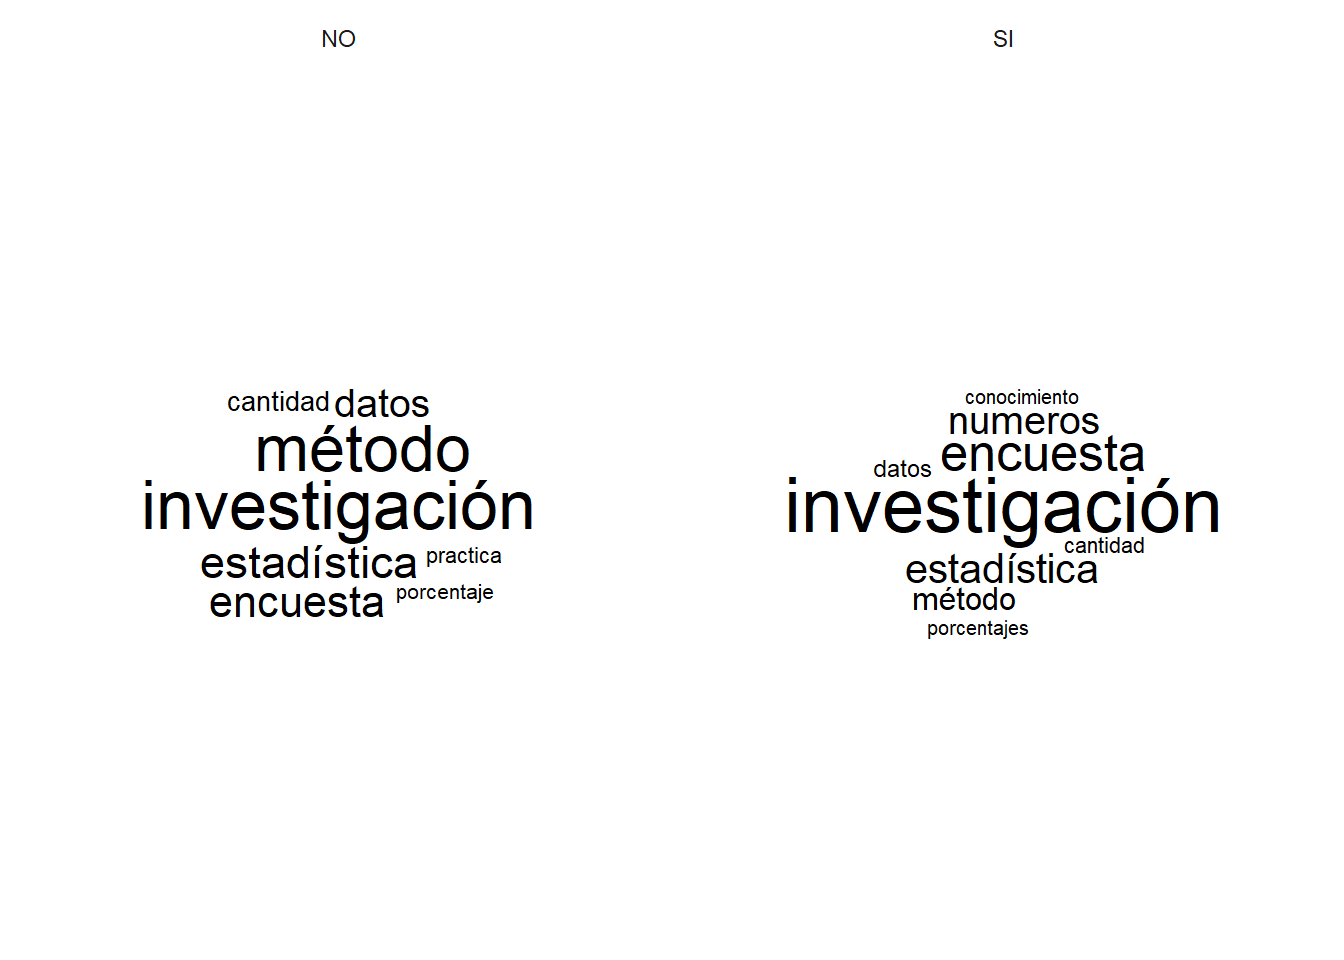 NO
cantidad datos
método
investigación
estadística practica
encuesta porcentaje
SI
conocimiento
numeros
encuesta
datos
investigación
cantidad
estadística
método
porcentajes